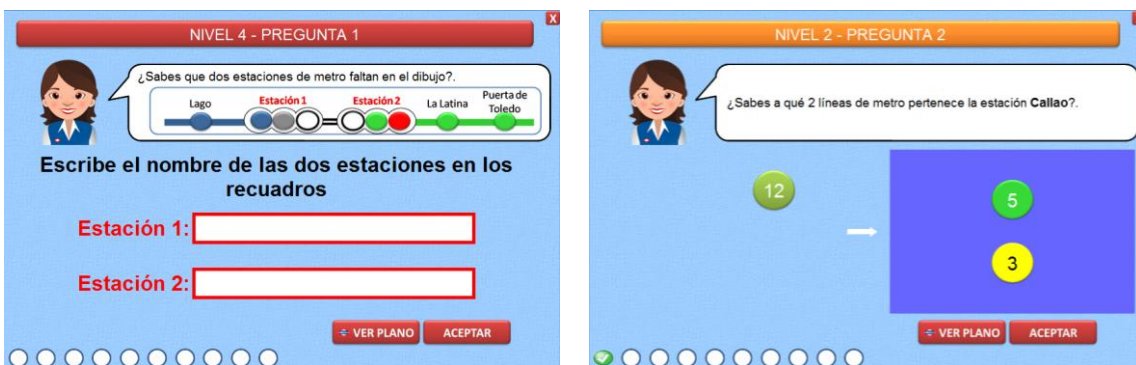 NIVEL 4 - PREGUNTA 1
X
¿Sabes que dos estaciones de metro faltan en el dibujo?.
Lago
Estación 1
Estación 2
La Latina
Puerta de
Toledo
Escribe el nombre de las dos estaciones en los
recuadros
Estación 1:
Estación 2:
VER PLANO
ACEPTAR
NIVEL 2 - PREGUNTA 2
¿Sabes a qué 2 líneas de metro pertenece la estación Callao?.
12
5
3
VER PLANO
ACEPTAR